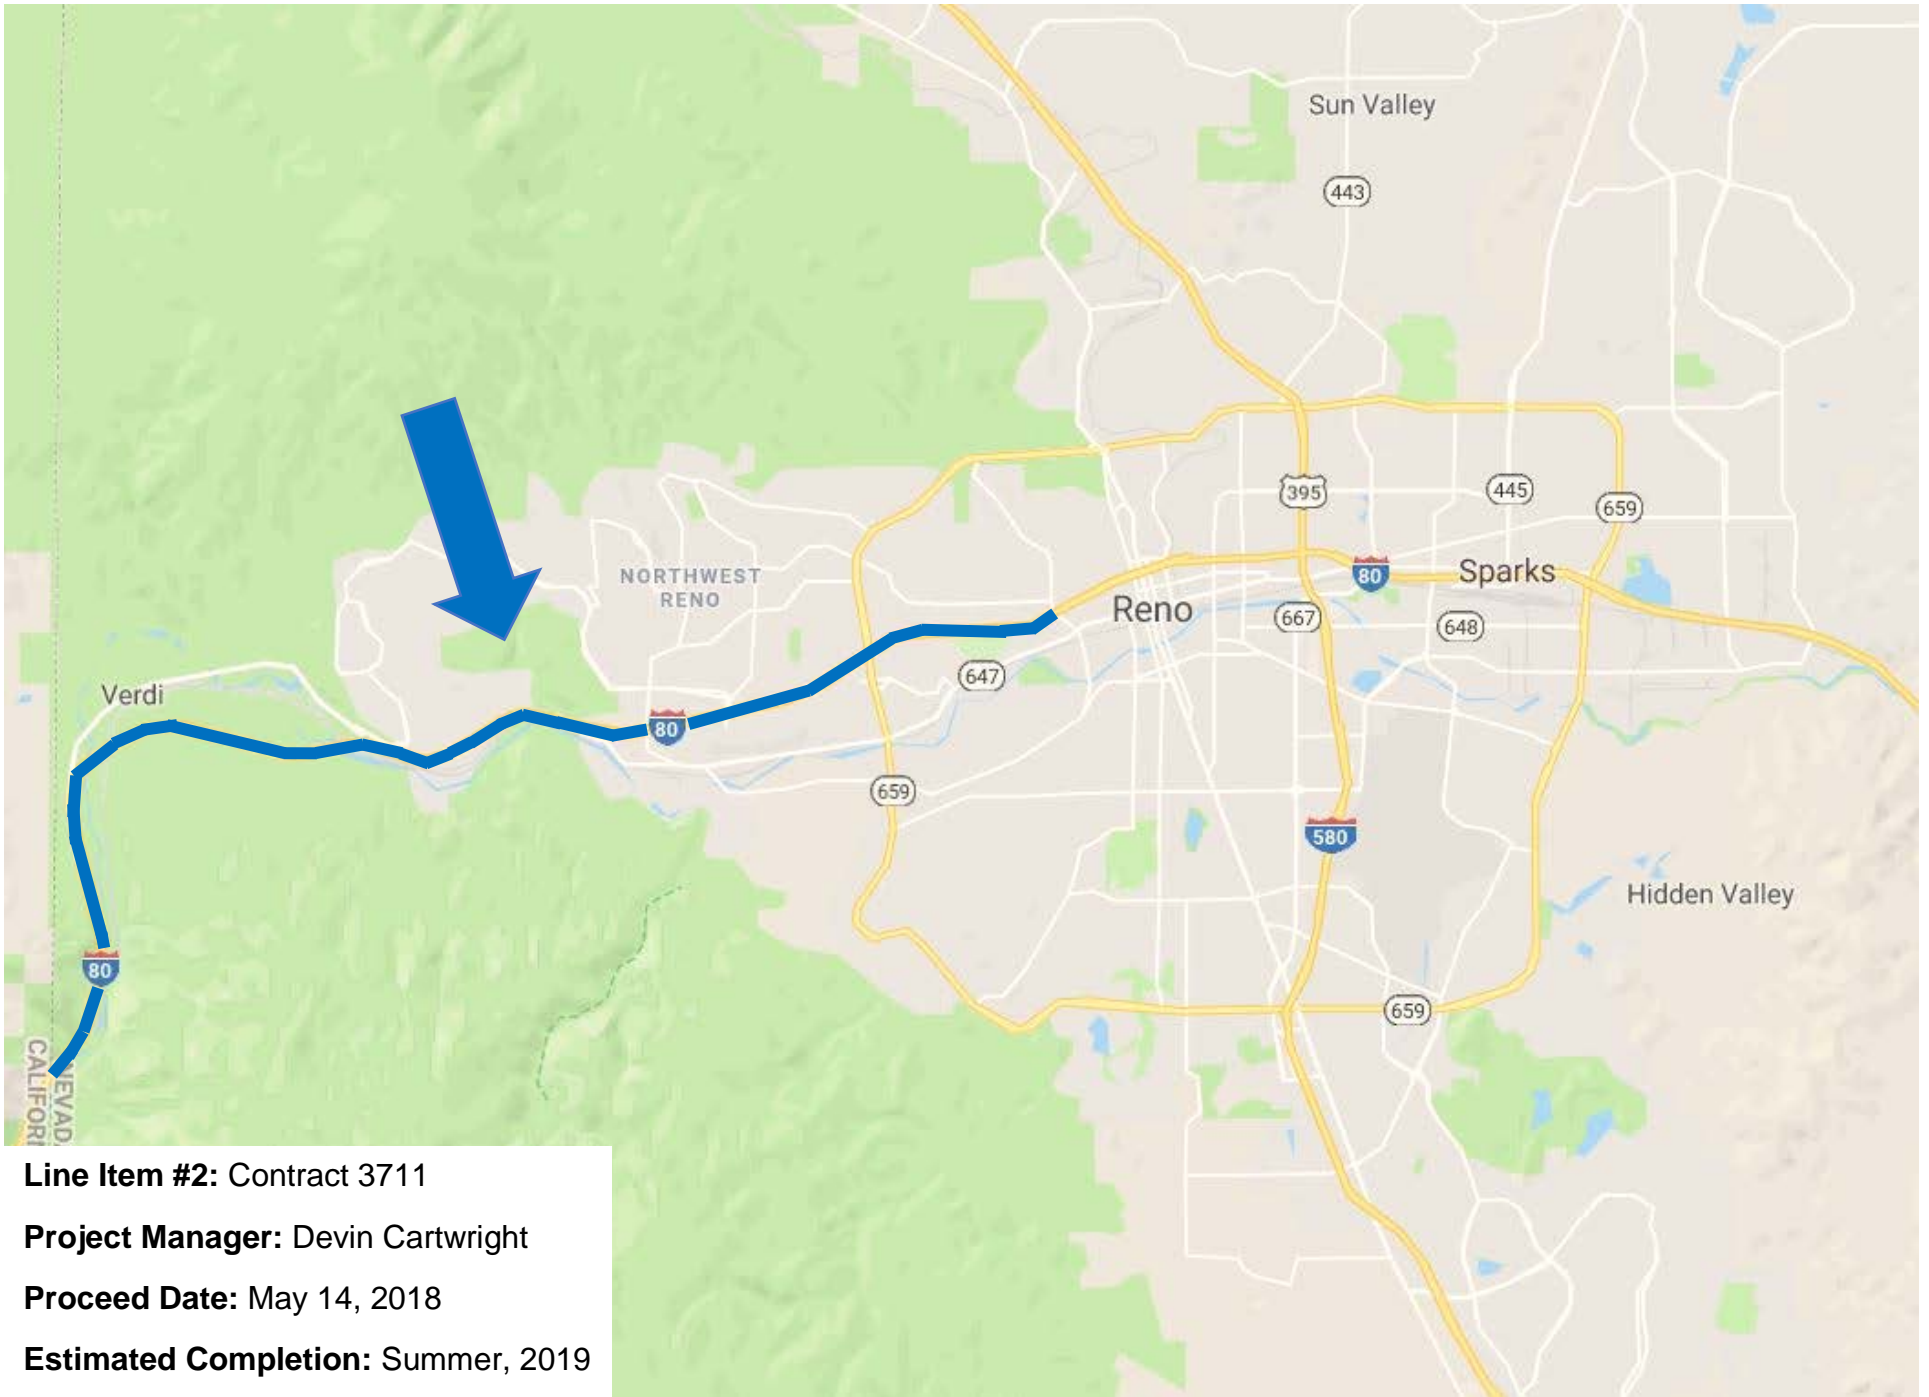 Sun Valley
443
395
445
659
NORTHWEST
RENO
80
Sparks
Reno
667
648
647
Verdi
80
659
580
Hidden Valley
80
659
CALIFORI
NEVAD
Line Item #2: Contract 3711
Project Manager: Devin Cartwright
Proceed Date: May 14, 2018
Estimated Completion: Summer, 2019